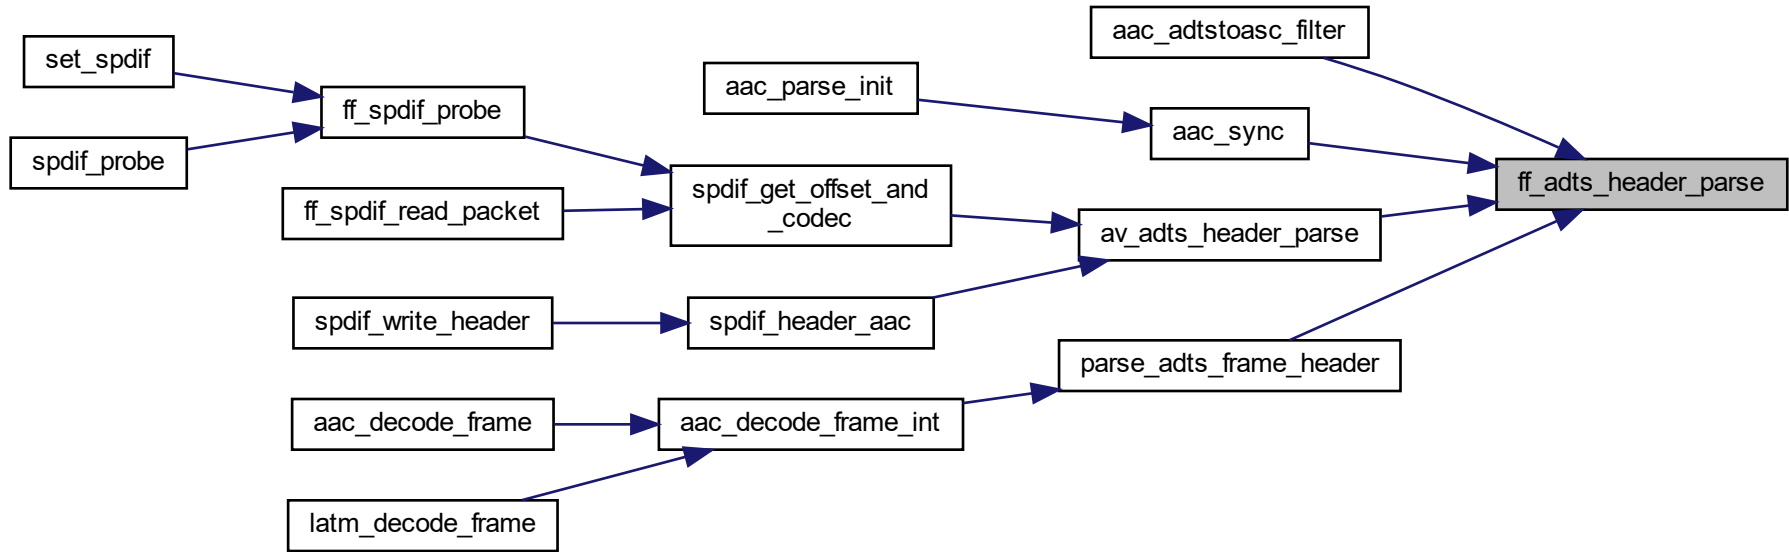 aac_adtstoasc_filter
set_spdif
aac_parse_init
ff_spdif_probe
aac_sync
spdif_probe
ff_adts_header_parse
spdif_get_offset_and
_codec
ff_spdif_read_packet
av_adts_header_parse
spdif_write_header
spdif_header_aac
parse_adts_frame_header
aac_decode_frame
aac_decode_frame_int
latm_decode_frame